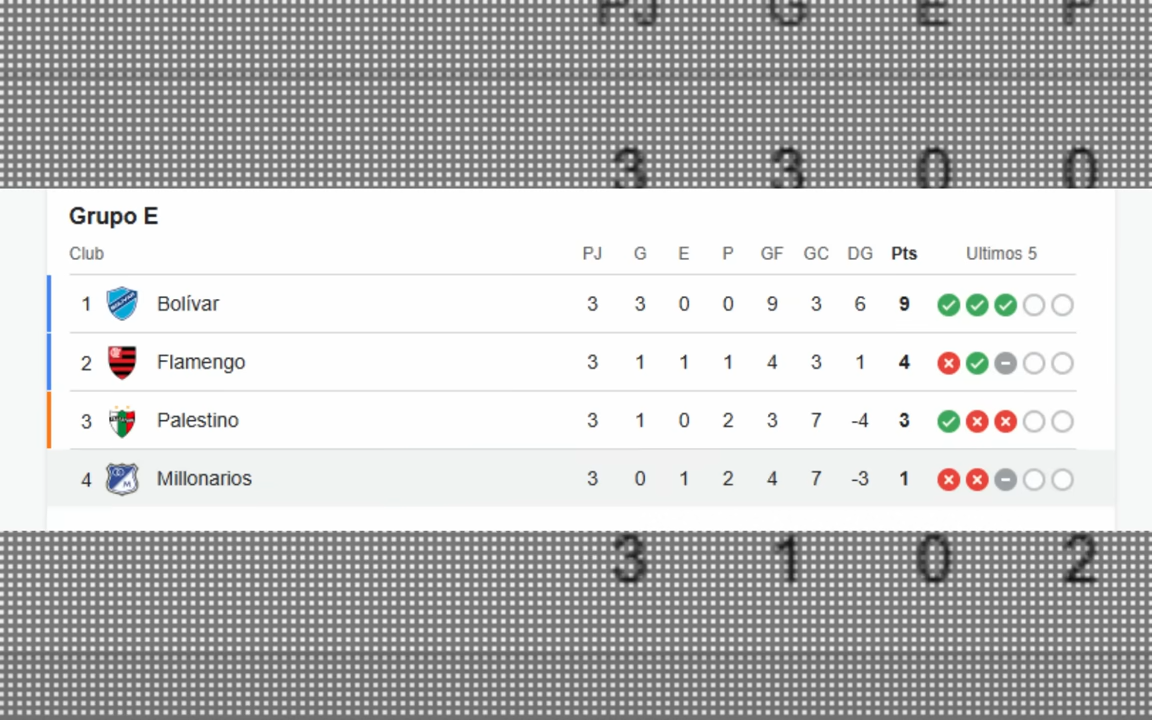 PJ G E P
3 3 0 0
Grupo E
Club PJ G E P GF GC DG Pts Ultimos 5
1 Bolívar 3 3 0 0 9 3 6 9
2 Flamengo 3 1 1 1 4 3 1 4
3 Palestino 3 1 0 2 3 7 -4 3
4 Millonarios 3 0 1 2 4 7 -3 1
3 1 0 2